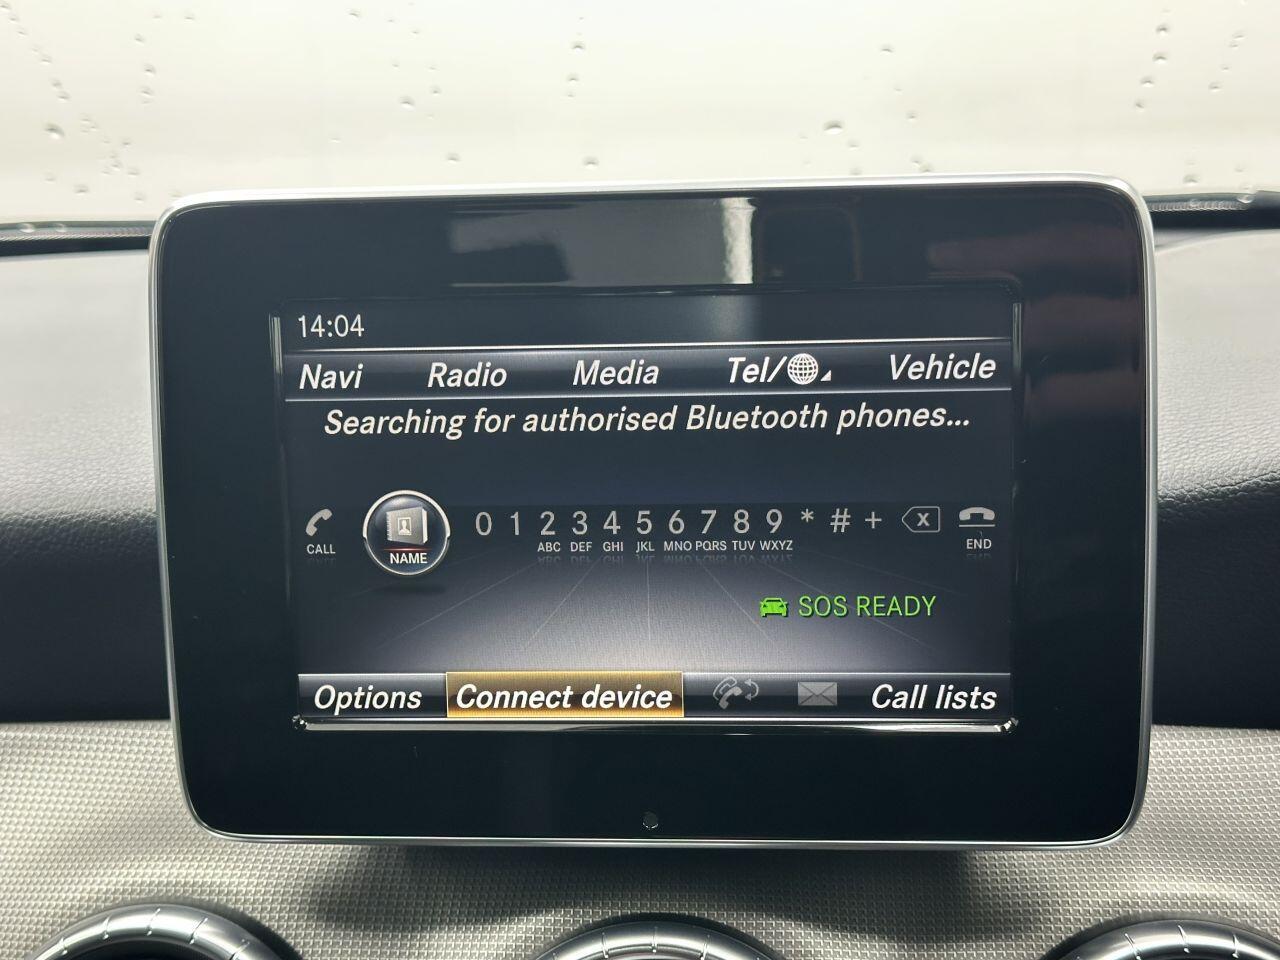 14:04
Navi Radio Media Tel/ Vehicle
Searching for authorised Bluetooth phones...
0 1 2 3 4 5 6 7 8 9 * # + x
CALL NAME ABC DEF GHI JKL MNO PQRS TUV WXYZ END
SOS READY
Options Connect device Call lists